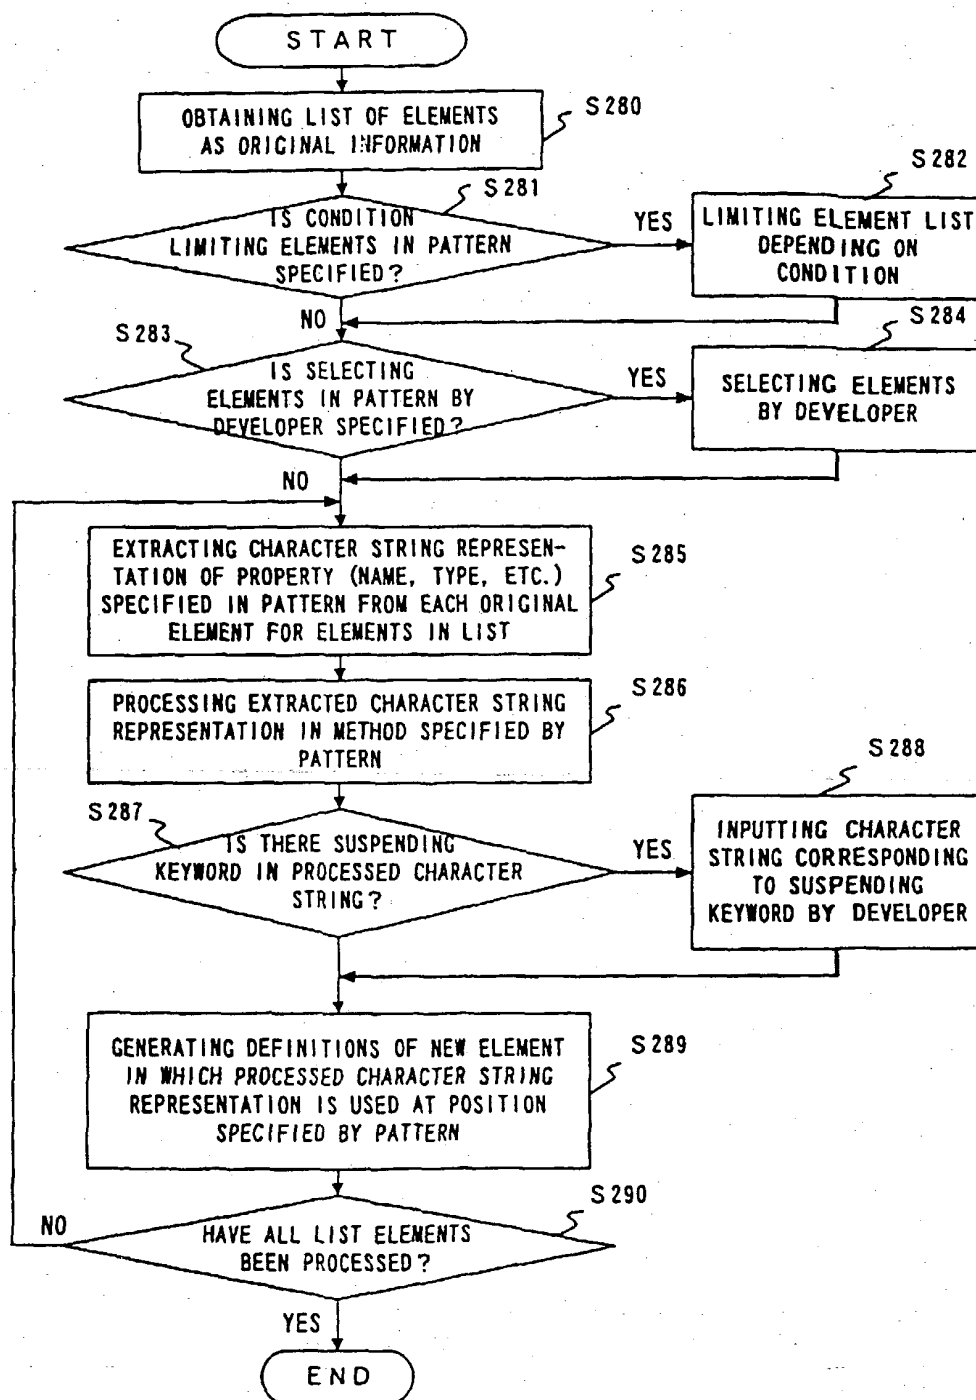 START
OBTAINING LIST OF ELEMENTS
AS ORIGINAL INFORMATION
S280
IS CONDITION
LIMITING ELEMENTS IN PATTERN
SPECIFIED?
S281
YES
LIMITING ELEMENT LIST
DEPENDING ON
CONDITION
S282
NO
IS SELECTING
ELEMENTS IN PATTERN BY
DEVELOPER SPECIFIED?
S283
YES
SELECTING ELEMENTS
BY DEVELOPER
S284
NO
EXTRACTING CHARACTER STRING REPRESEN-
TATION OF PROPERTY (NAME, TYPE, ETC.)
SPECIFIED IN PATTERN FROM EACH ORIGINAL
ELEMENT FOR ELEMENTS IN LIST
S285
PROCESSING EXTRACTED CHARACTER STRING
REPRESENTATION IN METHOD SPECIFIED BY
PATTERN
S286
IS THERE SUSPENDING
KEYWORD IN PROCESSED CHARACTER
STRING?
S287
YES
INPUTTING CHARACTER
STRING CORRESPONDING
TO SUSPENDING
KEYWORD BY DEVELOPER
S288
GENERATING DEFINITIONS OF NEW ELEMENT
IN WHICH PROCESSED CHARACTER STRING
REPRESENTATION IS USED AT POSITION
SPECIFIED BY PATTERN
S289
HAVE ALL LIST ELEMENTS
BEEN PROCESSED?
S290
NO
YES
END